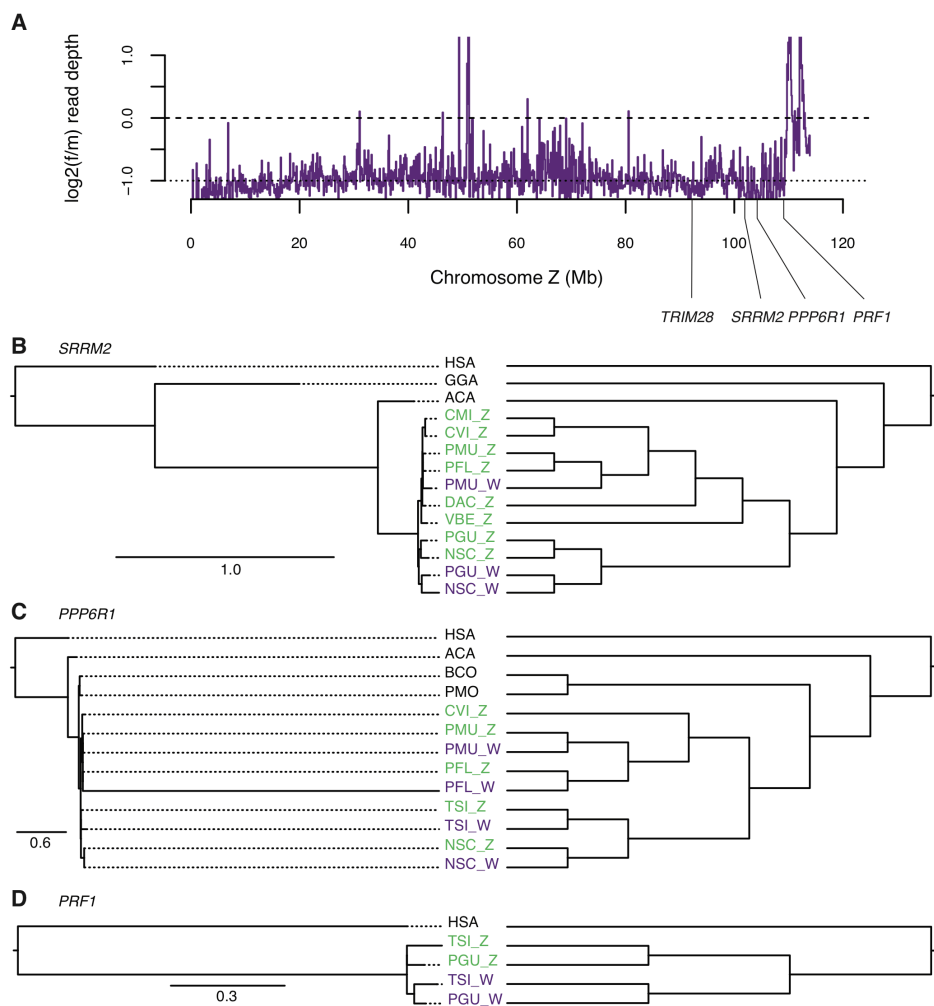 A
log2(f/m) read depth
1.0
0.0
−1.0
0 20 40 60 80 100 120
Chromosome Z (Mb)
TRIM28 SRRM2 PPP6R1 PRF1
B SRRM2
HSA
GGA
ACA
CMI_Z
CVI_Z
PMU_Z
PFL_Z
PMU_W
DAC_Z
VBE_Z
PGU_Z
NSC_Z
PGU_W
NSC_W
1.0
C PPP6R1
HSA
ACA
BCO
PMO
CVI_Z
PMU_Z
PMU_W
PFL_Z
PFL_W
TSI_Z
TSI_W
NSC_Z
NSC_W
0.6
D PRF1
HSA
TSI_Z
PGU_Z
TSI_W
PGU_W
0.3